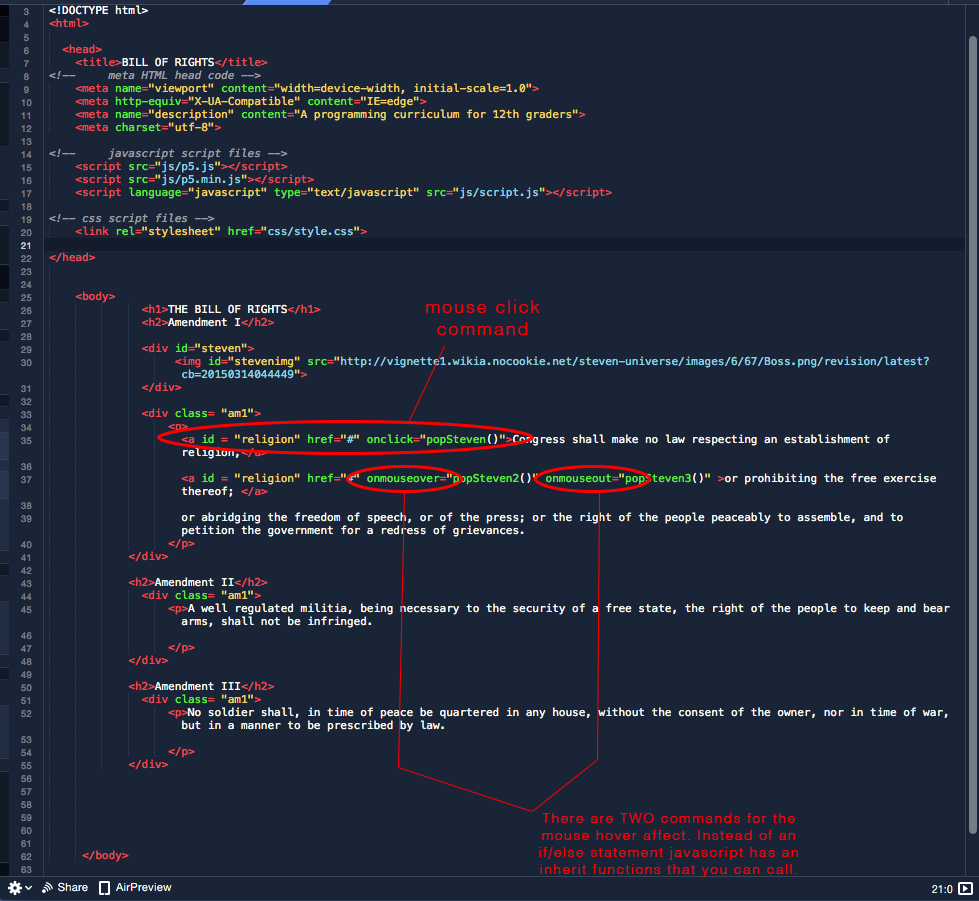 3 <!DOCTYPE html>
4 <html>
5
6 <head>
7 <title>BILL OF RIGHTS</title>
8 <!-- meta HTML head code -->
9 <meta name="viewport" content="width=device-width, initial-scale=1.0">
10 <meta http-equiv="X-UA-Compatible" content="IE=edge">
11 <meta name="description" content="A programming curriculum for 12th graders">
12 <meta charset="utf-8">
13
14 <!-- javascript script files -->
15 <script src="js/p5.js"></script>
16 <script src="js/p5.min.js"></script>
17 <script language="javascript" type="text/javascript" src="js/script.js"></script>
18
19 <!-- css script files -->
20 <link rel="stylesheet" href="css/style.css">
21
22 </head>
23
24
25 <body>
26 <h1>THE BILL OF RIGHTS</h1>
27 <h2>Amendment I</h2>
mouse click
command
28
29 <div id="steven">
30 <img id="stevenimg" src="http://vignette1.wikia.nocookie.net/steven-universe/images/6/67/Boss.png/revision/latest?
cb=20150314044449">
31 </div>
32
33 <div class= "am1">
34 <p>
35 <a id = "religion" href="#" onclick="popSteven()">Congress shall make no law respecting an establishment of
religion,</a>
36
37 <a id = "religion" href="#" onmouseover="popSteven2()" onmouseout="popSteven3()" >or prohibiting the free exercise
thereof; </a>
38
39 or abridging the freedom of speech, or of the press; or the right of the people peaceably to assemble, and to
petition the government for a redress of grievances.
40 </p>
41 </div>
42
43 <h2>Amendment II</h2>
44 <div class= "am1">
45 <p>A well regulated militia, being necessary to the security of a free state, the right of the people to keep and bear
arms, shall not be infringed.
46
47 </p>
48 </div>
49
50 <h2>Amendment III</h2>
51 <div class= "am1">
52 <p>No soldier shall, in time of peace be quartered in any house, without the consent of the owner, nor in time of war,
but in a manner to be prescribed by law.
53
54 </p>
55 </div>
56
57
58
59
60
61
62 </body>
63
There are TWO commands for the
mouse hover affect. Instead of an
if/else statement javascript has an
inherit functions that you can call.
Share AirPreview 21:0